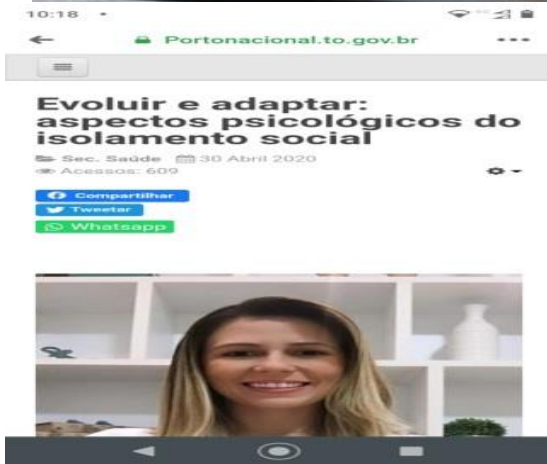 10:18
Portonacional.to.gov.br
Evoluir e adaptar:
aspectos psicológicos do
isolamento social
Sec. Saúde 30 Abril 2020
Acessos: 609
Compartilhar
Tweetar
Whatsapp